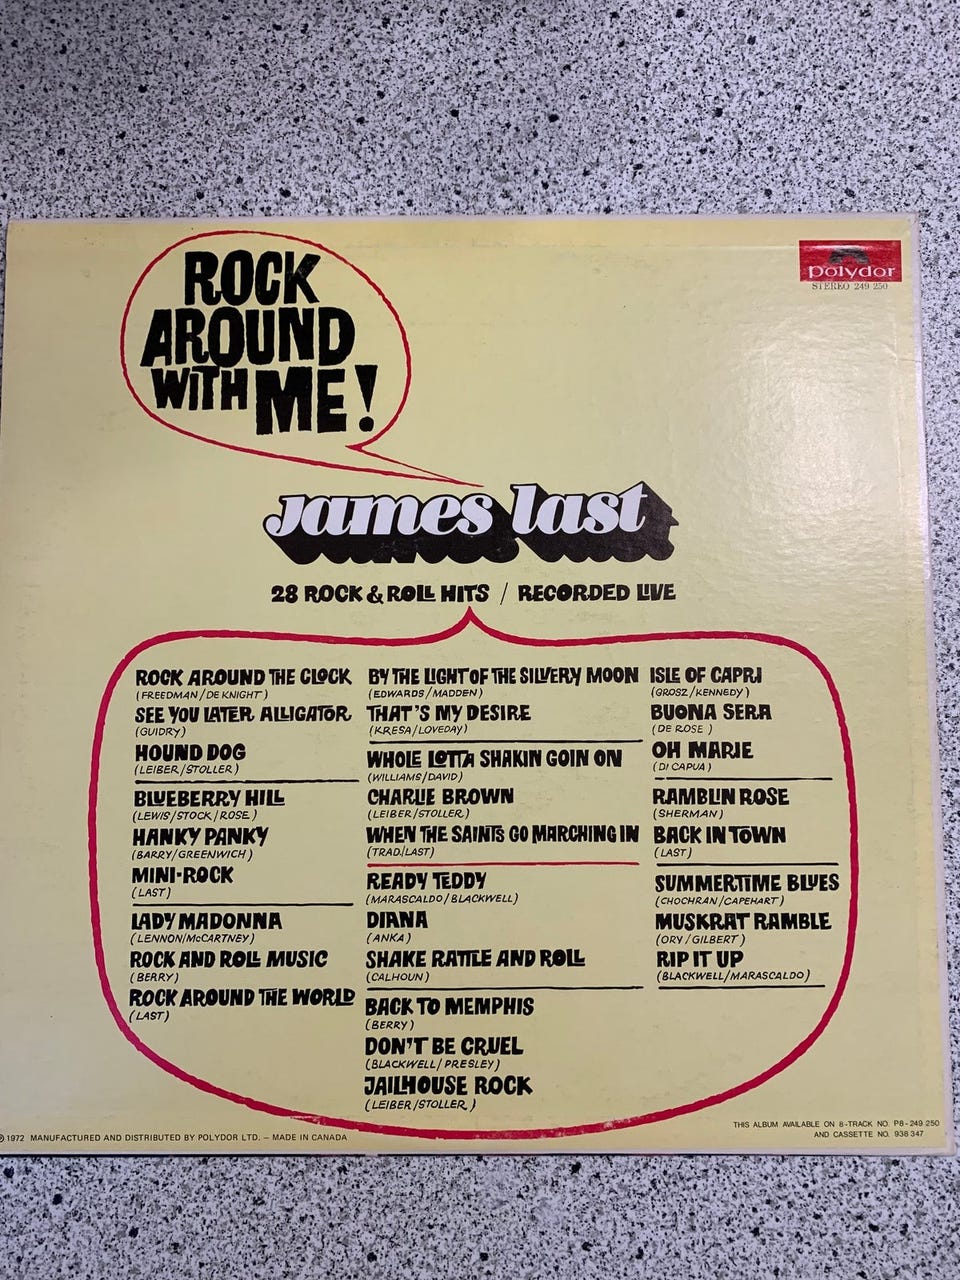 ROCK
AROUND
WITH ME!
Polydor
STEREO 249 250
James last
28 ROCK & ROLL HITS / RECORDED LIVE
ROCK AROUND THE CLOCK
(FREEDMAN/DE KNIGHT)
SEE YOU LATER ALLIGATOR
(GUIDRY)
HOUND DOG
(LEIBER/STOLLER)
BLUEBERRY HILL
(LEWIS/STOCK/ROSE)
HANKY PANKY
(BARRY/GREENWICH)
MINI-ROCK
(LAST)
LADY MADONNA
(LENNON/McCARTNEY)
ROCK AND ROLL MUSIC
(BERRY)
ROCK AROUND THE WORLD
(LAST)
BY THE LIGHT OF THE SILVERY MOON
(EDWARDS/MADDEN)
THAT'S MY DESIRE
(KRESA/LOVEDAY)
WHOLE LOTTA SHAKIN GOIN ON
(WILLIAMS/DAVID)
CHARLIE BROWN
(LEIBER/STOLLER)
WHEN THE SAINTS GO MARCHING IN
(TRAD./LAST)
READY TEDDY
(MARASCALDO/BLACKWELL)
DIANA
(ANKA)
SHAKE RATTLE AND ROLL
(CALHOUN)
BACK TO MEMPHIS
(BERRY)
DON'T BE CRUEL
(BLACKWELL/PRESLEY)
JAILHOUSE ROCK
(LEIBER/STOLLER)
ISLE OF CAPRI
(GROSZ/KENNEDY)
BUONA SERA
(DE ROSE)
OH MARIE
(DI CAPUA)
RAMBLIN ROSE
(SHERMAN)
BACK IN TOWN
(LAST)
SUMMERTIME BLUES
(CHOCHRAN/CAPEHART)
MUSKRAT RAMBLE
(ORY/GILBERT)
RIP IT UP
(BLACKWELL/MARASCALDO)
℗ 1972 MANUFACTURED AND DISTRIBUTED BY POLYDOR LTD. – MADE IN CANADA
THIS ALBUM AVAILABLE ON 8-TRACK NO. P8-249 250
AND CASSETTE NO. 938 347